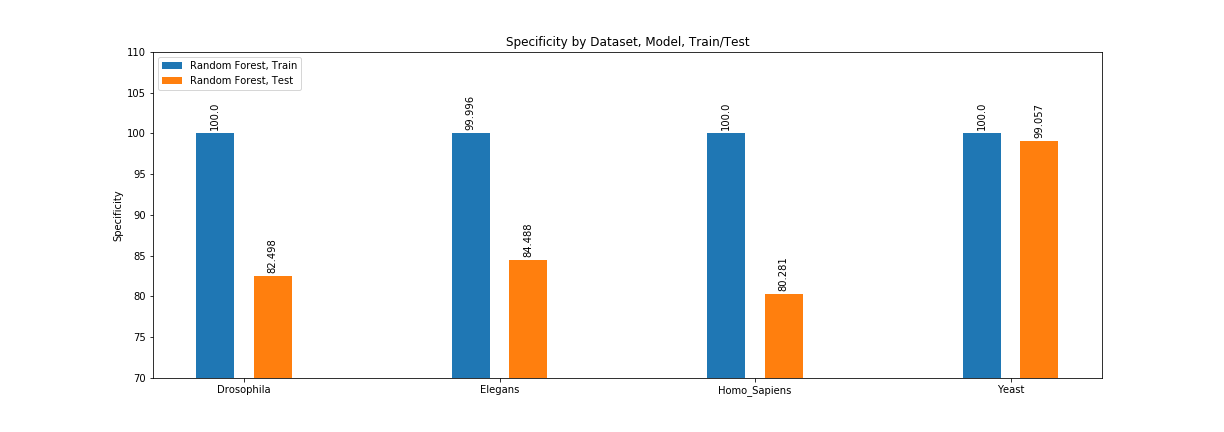 Specificity by Dataset, Model, Train/Test
Random Forest, Train
Random Forest, Test
Specificity
110
105
100
95
90
85
80
75
70
100.0
82.498
99.996
84.488
100.0
80.281
100.0
99.057
Drosophila
Elegans
Homo_Sapiens
Yeast